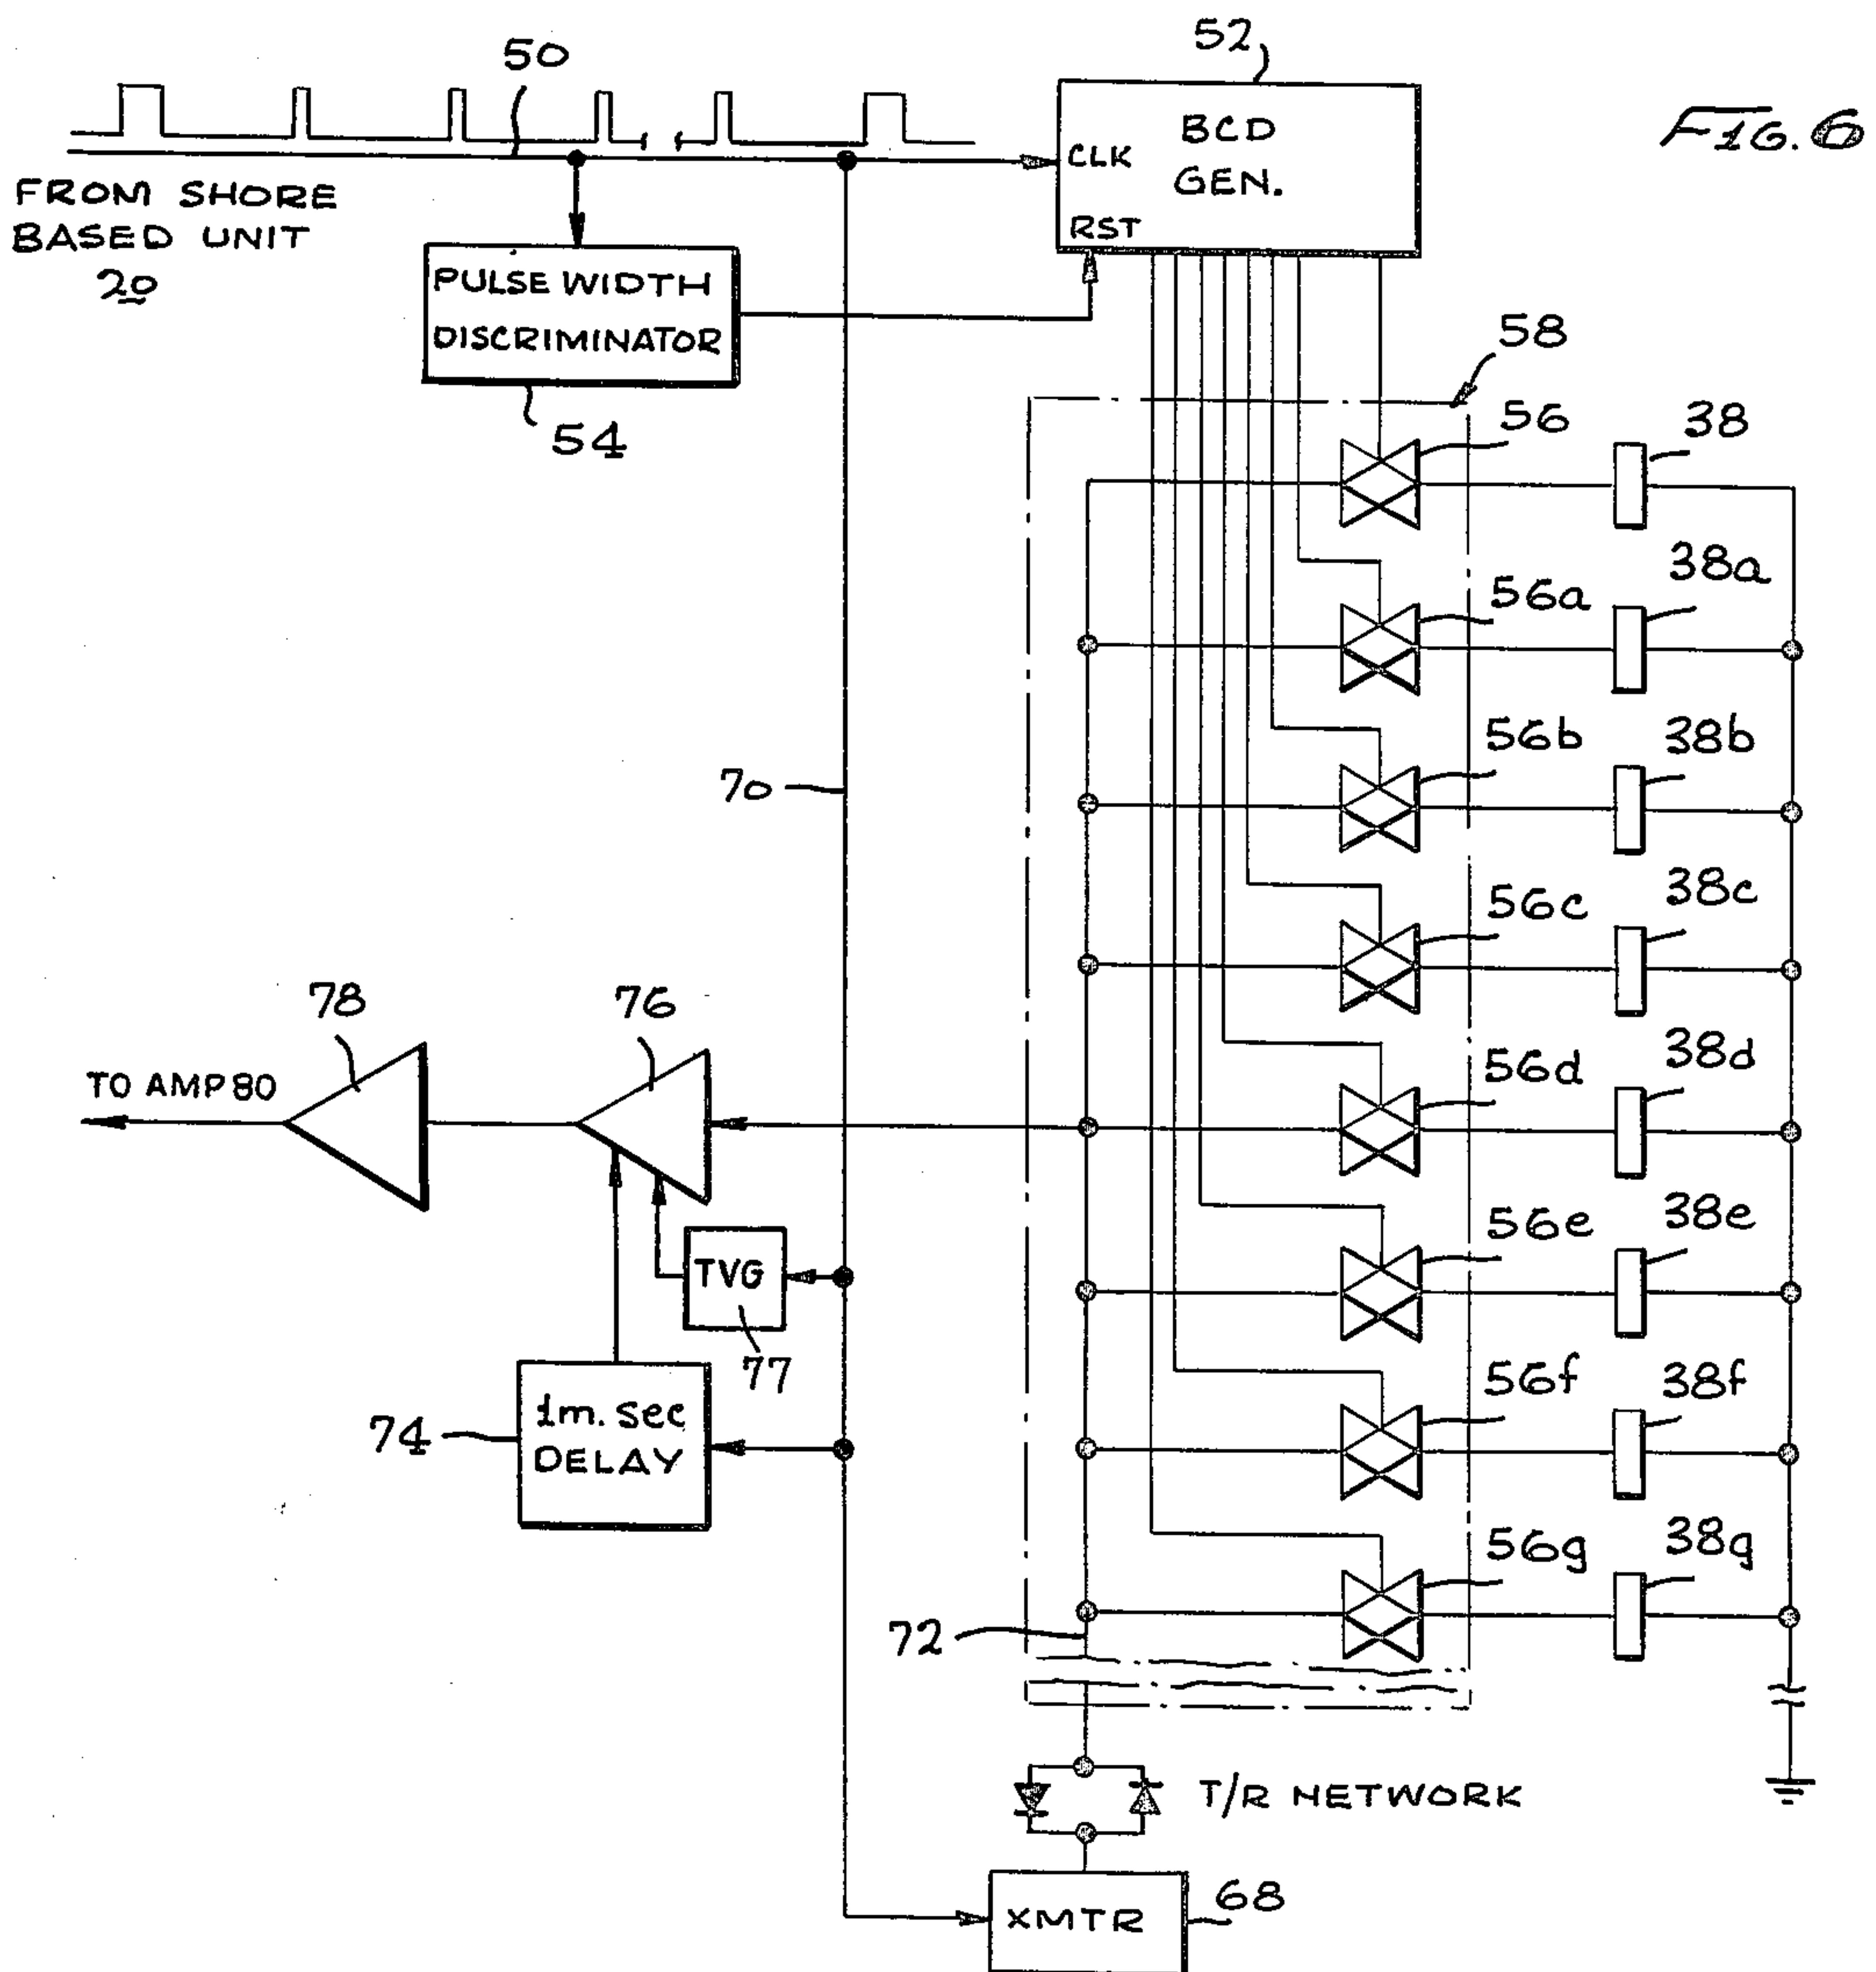 50
52
FIG. 6
BCD
GEN.
CLK
RST
FROM SHORE
BASED UNIT
20
PULSE WIDTH
DISCRIMINATOR
54
58
56
38
56a
38a
56b
38b
70
56c
38c
78
76
56d
38d
TO AMP 80
56e
38e
TVG
77
56f
38f
74
1m. sec
DELAY
56g
38g
72
T/R NETWORK
XMTR
68